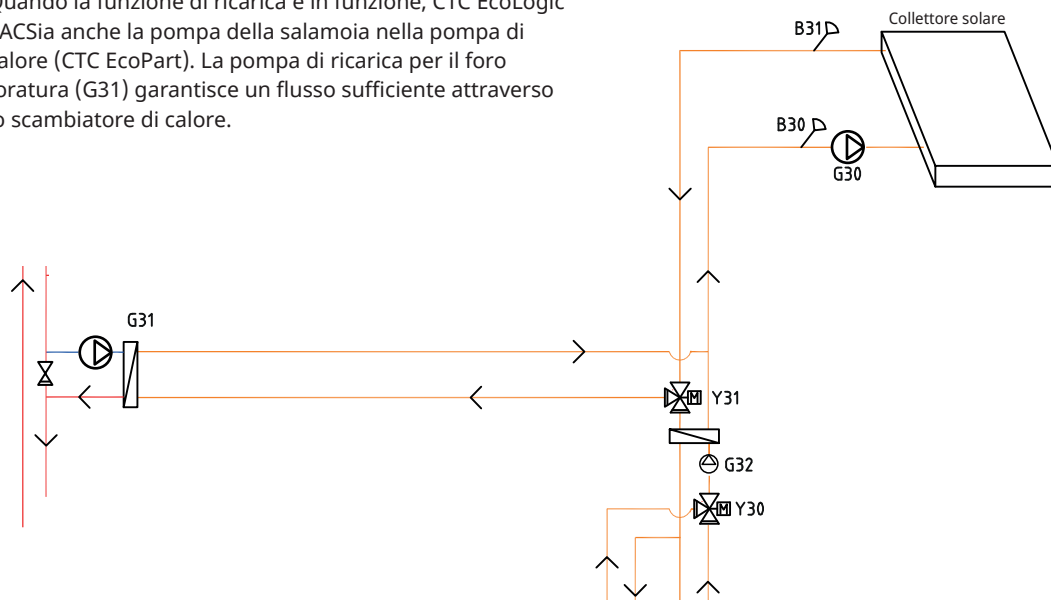 ACSia anche la pompa della salamoia nella pompa di
(CTC EcoPart). La pompa di ricarica per il foro
(G31) garantisce un flusso sufficiente attraverso
scambiatore di calore.
Quando la funzione di ricarica è in funzione, CTC EcoLogic
Collettore solare
B31
B30
G30
G31
Y31
G32
Y30
M
M